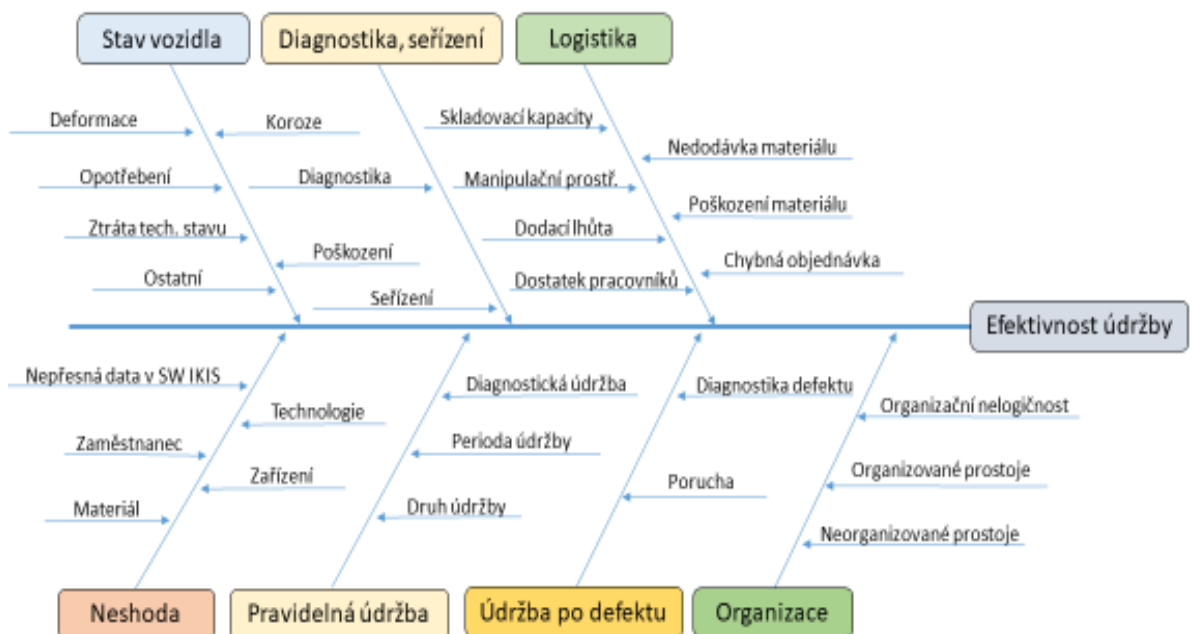 Stav vozidla
Diagnostika, seřízení
Logistika
Deformace
Koroze
Skladovací kapacity
Nedodávka materiálu
Opotřebení
Diagnostika
Manipulační prostř.
Poškození materiálu
Ztráta tech. stavu
Poškození
Dodací lhůta
Chybná objednávka
Ostatní
Seřízení
Dostatek pracovníků
Efektivnost údržby
Nepřesná data v SW IKIS
Diagnostická údržba
Diagnostika defektu
Technologie
Organizační nelogičnost
Zaměstnanec
Perioda údržby
Zařízení
Porucha
Organizované prostoje
Materiál
Druh údržby
Neorganizované prostoje
Neshoda
Pravidelná údržba
Údržba po defektu
Organizace